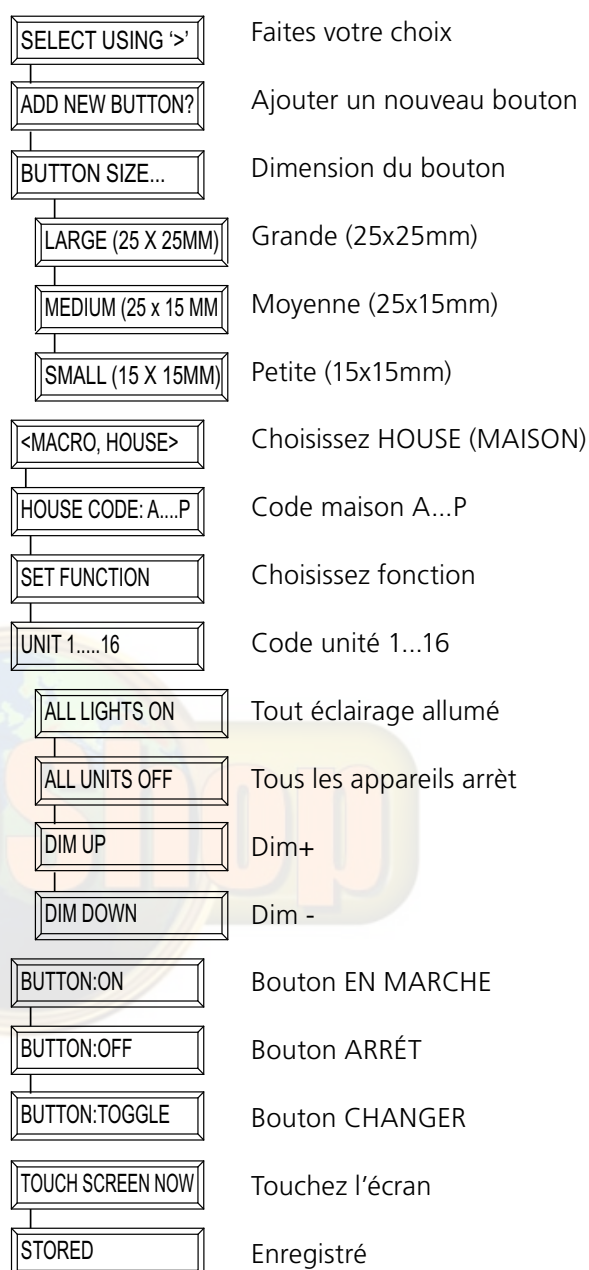 SELECT USING ‘>’ Faites votre choix
ADD NEW BUTTON? Ajouter un nouveau bouton
BUTTON SIZE... Dimension du bouton
LARGE (25 X 25MM) Grande (25x25mm)
MEDIUM (25 x 15 MM Moyenne (25x15mm)
SMALL (15 X 15MM) Petite (15x15mm)
<MACRO, HOUSE> Choisissez HOUSE (MAISON)
HOUSE CODE: A....P Code maison A...P
SET FUNCTION Choisissez fonction
UNIT 1.....16 Code unité 1...16
ALL LIGHTS ON Tout éclairage allumé
ALL UNITS OFF Tous les appareils arrèt
DIM UP Dim+
DIM DOWN Dim -
BUTTON:ON Bouton EN MARCHE
BUTTON:OFF Bouton ARRÉT
BUTTON:TOGGLE Bouton CHANGER
TOUCH SCREEN NOW Touchez l’écran
STORED Enregistré
Shop